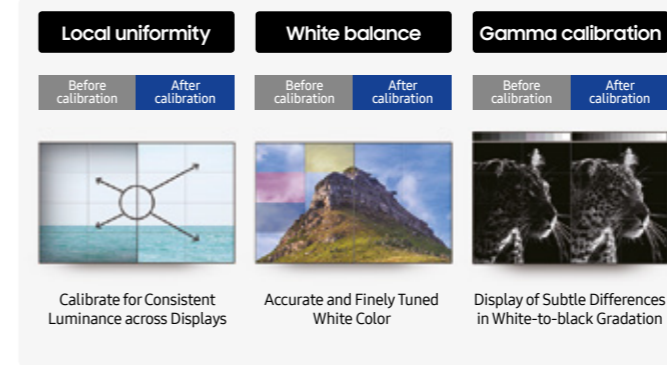 Local uniformity
White balance
Gamma calibration
Before calibration
After calibration
Before calibration
After calibration
Before calibration
After calibration
Calibrate for Consistent
Luminance across Displays
Accurate and Finely Tuned
White Color
Display of Subtle Differences
in White-to-black Gradation